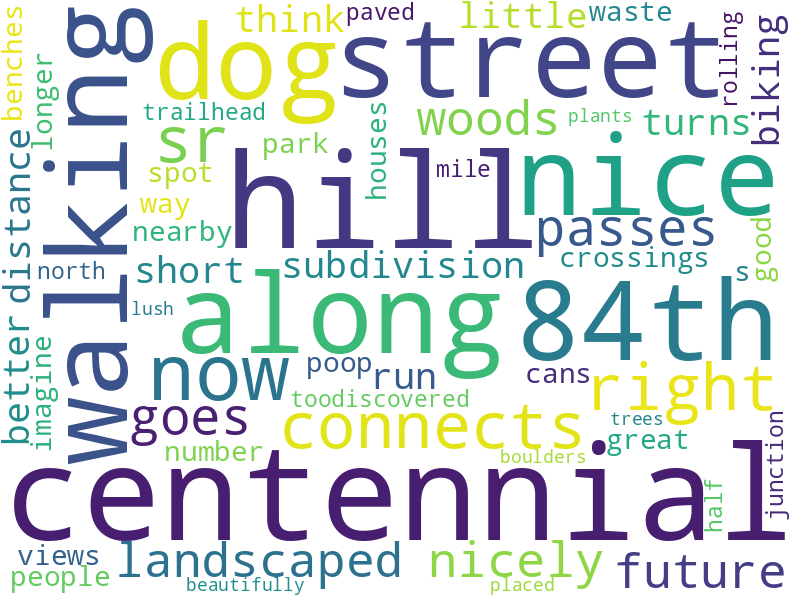 paved
little
waste
think
street
dog
benches
longer
walking
rolling
biking
trailhead
sr
woods
plants
turns
park
houses
hill
nice
mile
spot
way
passes
nearby
good
crossings
distance
north
short
subdivision
s
lush
along
84th
better
imagine
now
poop
run
cans
right
toodiscovered
goes
connects
trees
great
junction
number
boulders
centennial
half
views
landscaped
nicely
future
people
beautifully
placed